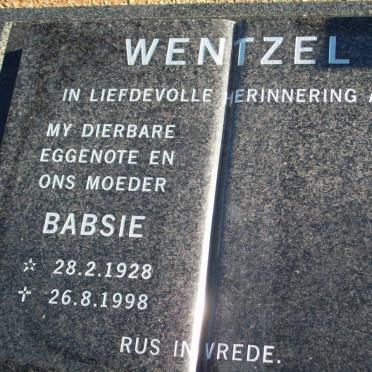 WENTZEL
IN LIEFDEVOLLE HERINNERING
MY DIERBARE
EGGENOTE EN
ONS MOEDER
BABSIE
☆ 28.2.1928
✝ 26.8.1998
RUS IN VREDE.